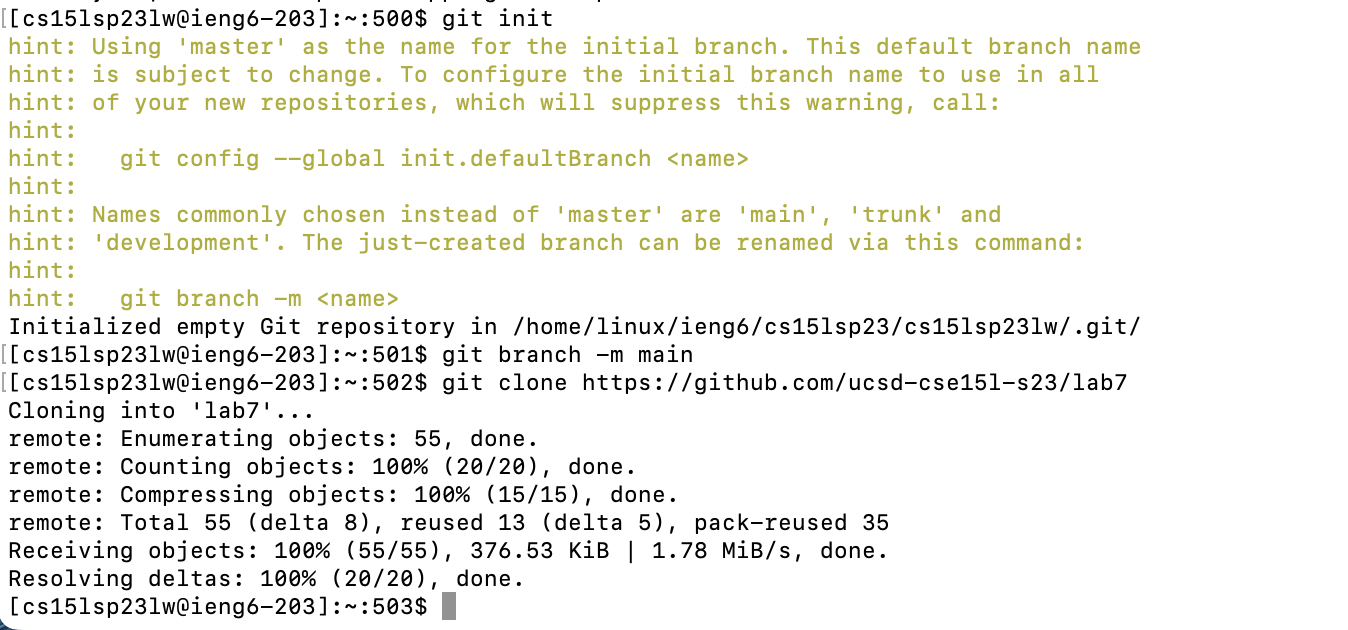 [[cs15lsp23lw@ieng6-203]:~:500$ git init
hint: Using 'master' as the name for the initial branch. This default branch name
hint: is subject to change. To configure the initial branch name to use in all
hint: of your new repositories, which will suppress this warning, call:
hint:
hint:   git config --global init.defaultBranch <name>
hint:
hint: Names commonly chosen instead of 'master' are 'main', 'trunk' and
hint: 'development'. The just-created branch can be renamed via this command:
hint:
hint:   git branch -m <name>
Initialized empty Git repository in /home/linux/ieng6/cs15lsp23/cs15lsp23lw/.git/
[[cs15lsp23lw@ieng6-203]:~:501$ git branch -m main
[[cs15lsp23lw@ieng6-203]:~:502$ git clone https://github.com/ucsd-cse15l-s23/lab7
Cloning into 'lab7'...
remote: Enumerating objects: 55, done.
remote: Counting objects: 100% (20/20), done.
remote: Compressing objects: 100% (15/15), done.
remote: Total 55 (delta 8), reused 13 (delta 5), pack-reused 35
Receiving objects: 100% (55/55), 376.53 KiB | 1.78 MiB/s, done.
Resolving deltas: 100% (20/20), done.
[cs15lsp23lw@ieng6-203]:~:503$